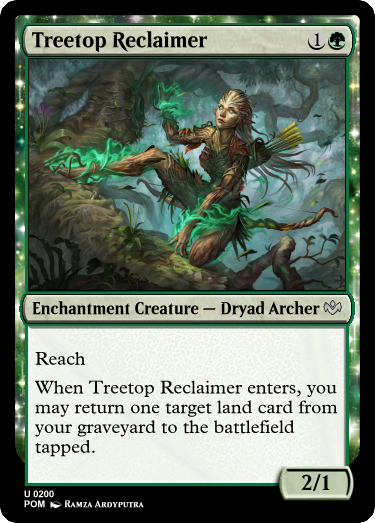 Treetop Reclaimer 1
Enchantment Creature — Dryad Archer
Reach
When Treetop Reclaimer enters, you
may return one target land card from
your graveyard to the battlefield
tapped.
2/1
U 0200
POM Ramza Ardyputra